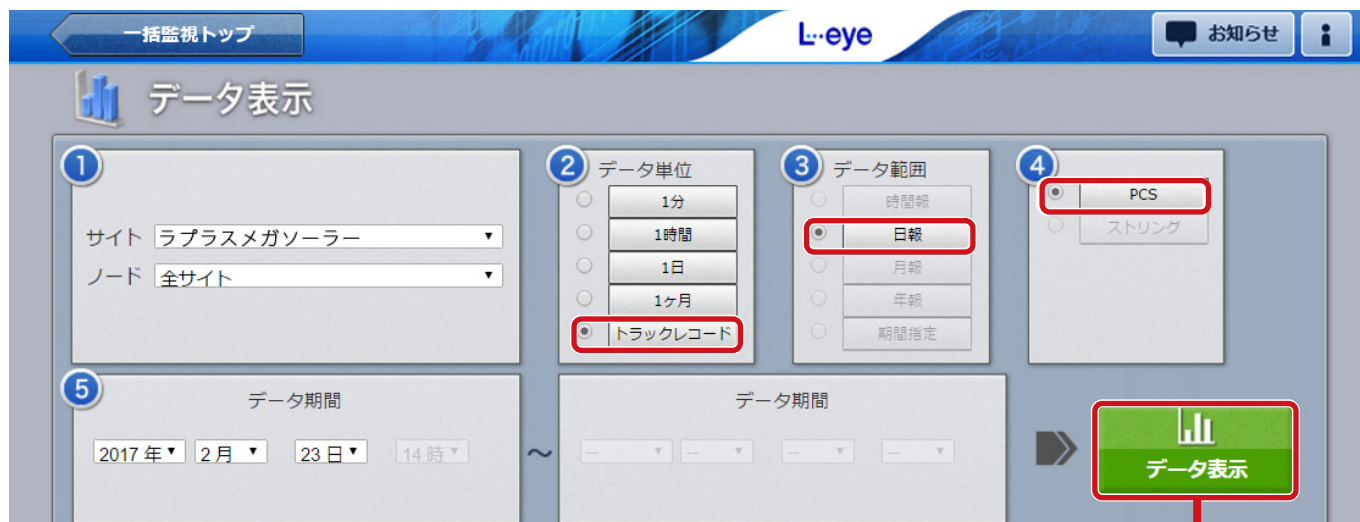 一括監視トップ
L…eye
お知らせ
i
データ表示
1
サイト ラプラスメガソーラー
ノード 全サイト
2 データ単位
1分
1時間
1日
1ヶ月
トラックレコード
3 データ範囲
時間報
日報
月報
年報
期間指定
4
PCS
ストリング
5
データ期間
2017 年 2 月 23 日 14 時
~
データ期間
-- -- -- --
データ表示